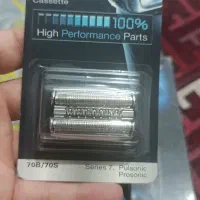 Cassette
100%
High Performance Parts
70B/70S
Series 7, Pulsonic
Prosonic